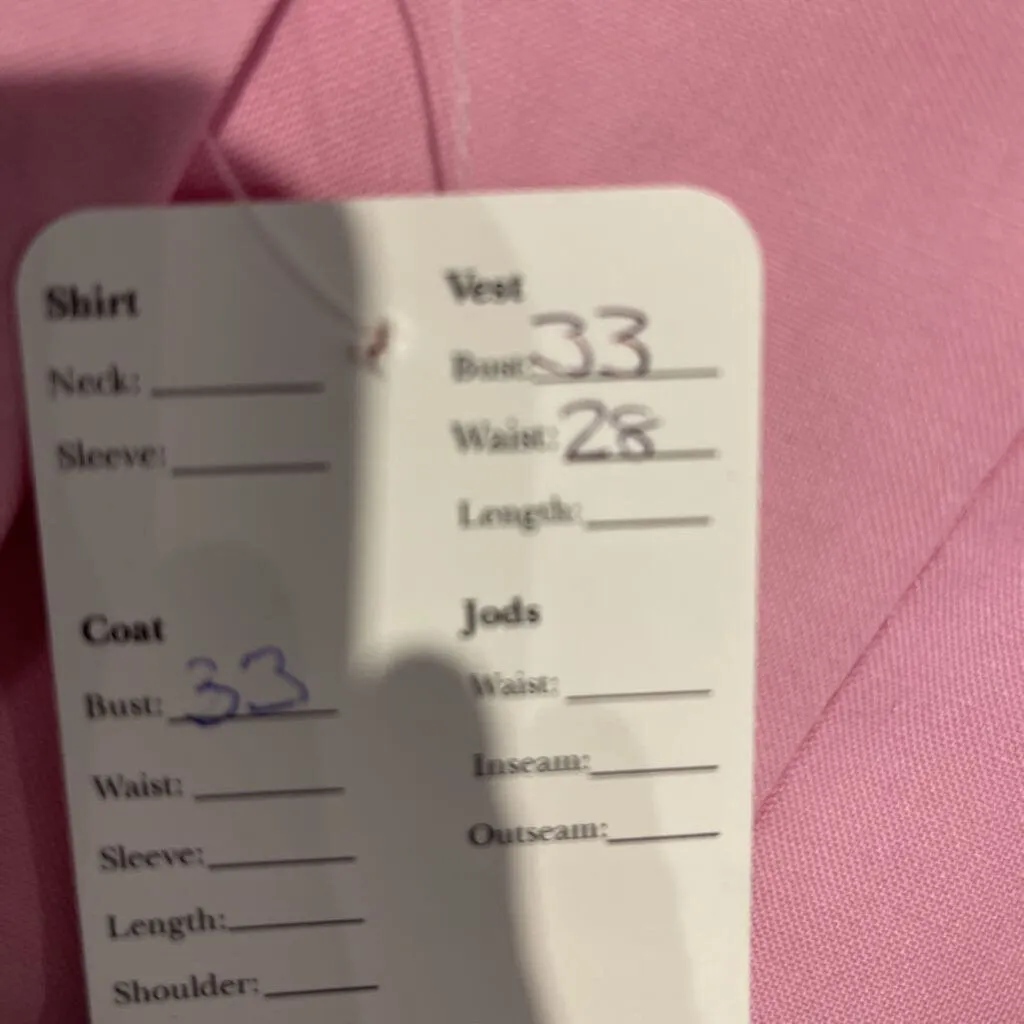 Shirt
Neck:
Sleeve:
Coat
Bust: 33
Waist:
Sleeve:
Length:
Shoulder:
Vest
Bust: 33
Waist: 28
Length:
Jods
Waist:
Inseam:
Outseam: